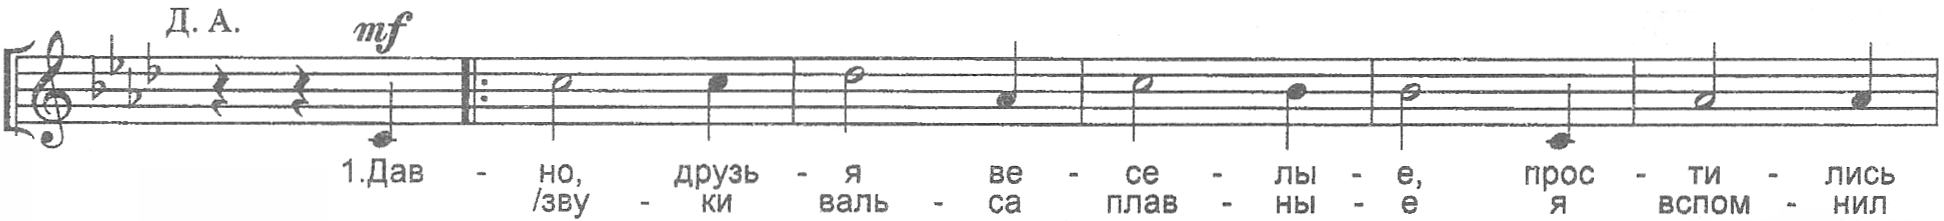 Д. А.
mf
1.Дав - но, друзь - я ве - се - лы - е, прос - ти - лись
/зву - ки валь - са плав - ны - е я вспом - нил